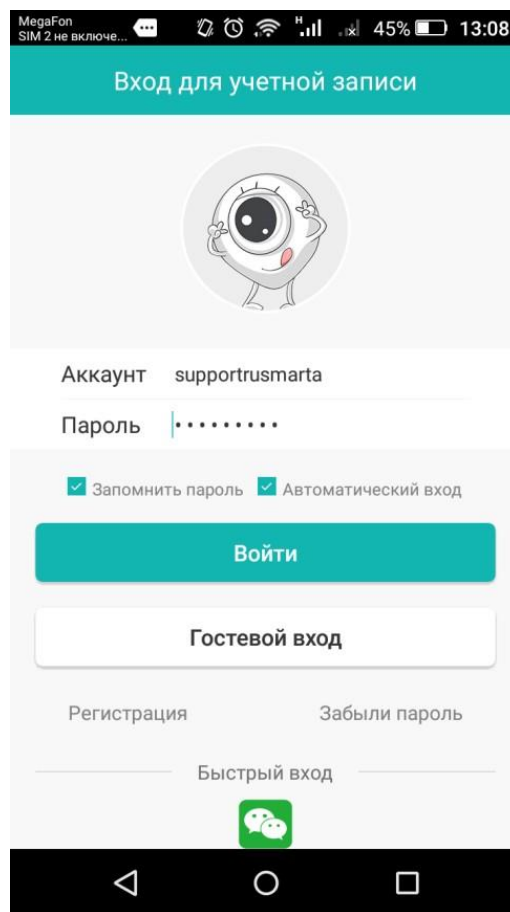 MegaFon
SIM 2 не включе... H 45% 13:08
Вход для учетной записи
Аккаунт supportrusmarta
Пароль •••••••••
Запомнить пароль Автоматический вход
Войти
Гостевой вход
Регистрация Забыли пароль
Быстрый вход